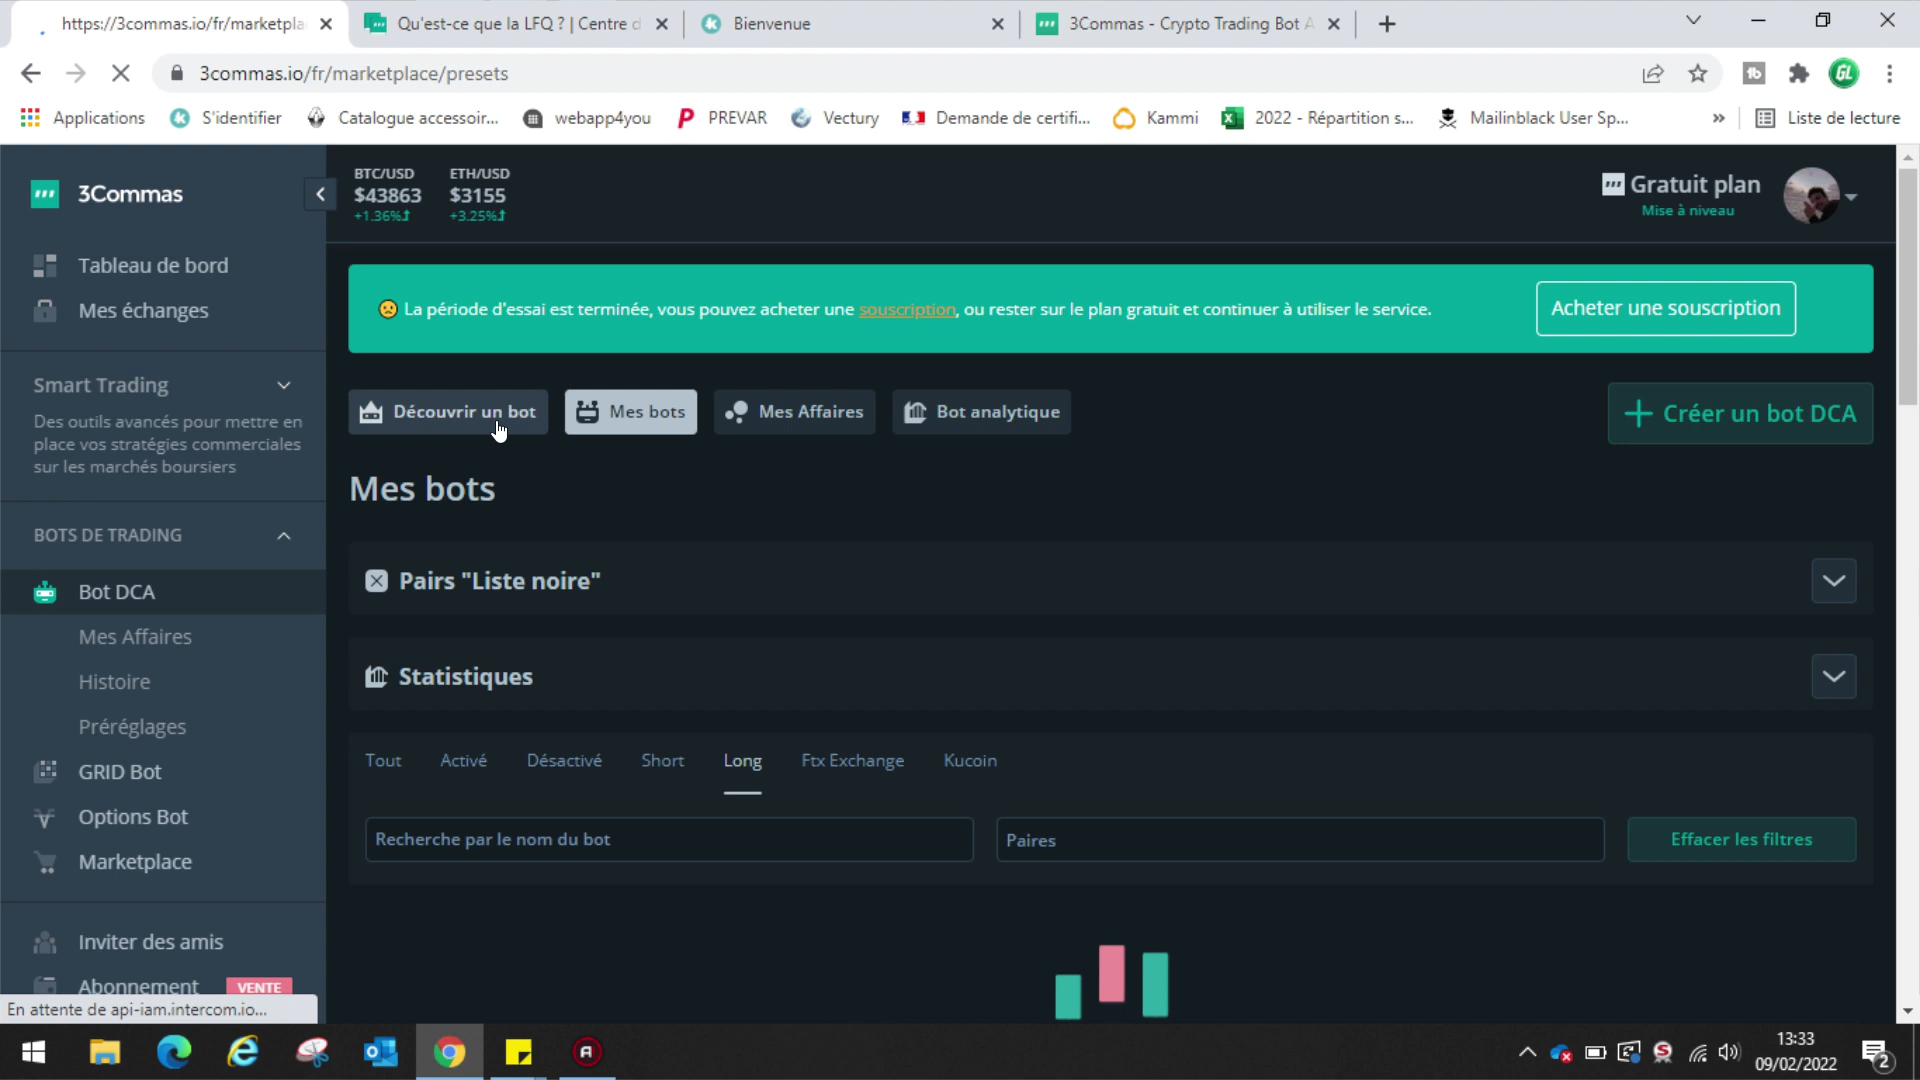 https://3commas.io/fr/marketpla
Qu'est-ce que la LFQ ? | Centre d
Bienvenue
3Commas - Crypto Trading Bot A
3commas.io/fr/marketplace/presets
Applications
S'identifier
Catalogue accessoir...
webapp4you
PREVAR
Vectury
Demande de certifi...
Kammi
2022 - Répartition s...
Mailinblack User Sp...
»
Liste de lecture
3Commas
BTC/USD
$43863
+1.36%
ETH/USD
$3155
+3.25%
Gratuit plan
Mise à niveau
Tableau de bord
Mes échanges
Smart Trading
Des outils avancés pour mettre en
place vos stratégies commerciales
sur les marchés boursiers
BOTS DE TRADING
Bot DCA
Mes Affaires
Histoire
Préréglages
GRID Bot
Options Bot
Marketplace
Inviter des amis
Abonnement VENTE
En attente de api-iam.intercom.io...
La période d'essai est terminée, vous pouvez acheter une souscription, ou rester sur le plan gratuit et continuer à utiliser le service.
Acheter une souscription
Découvrir un bot
Mes bots
Mes Affaires
Bot analytique
Créer un bot DCA
Mes bots
Pairs "Liste noire"
Statistiques
Tout
Activé
Désactivé
Short
Long
Ftx Exchange
Kucoin
Recherche par le nom du bot
Paires
Effacer les filtres
13:33
09/02/2022
2